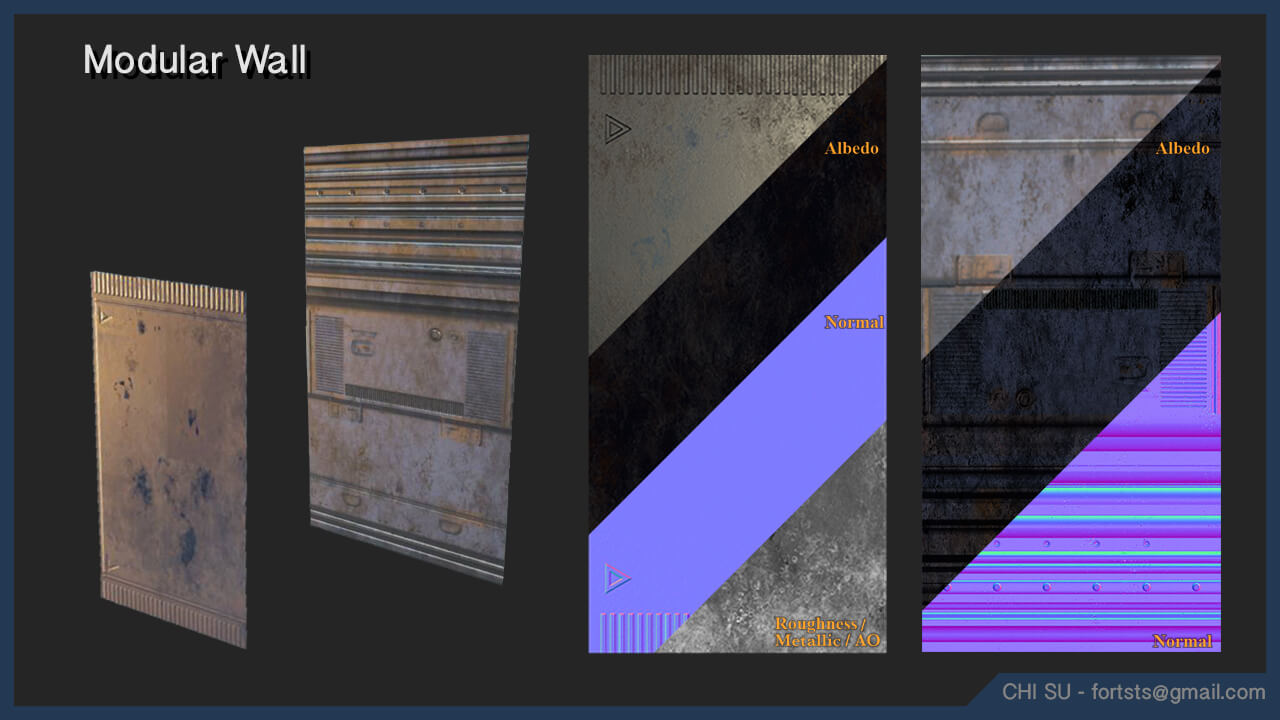 Modular Wall
Albedo
Albedo
Normal
Roughness /
Metallic / AO
Normal
CHI SU - fortsts@gmail.com